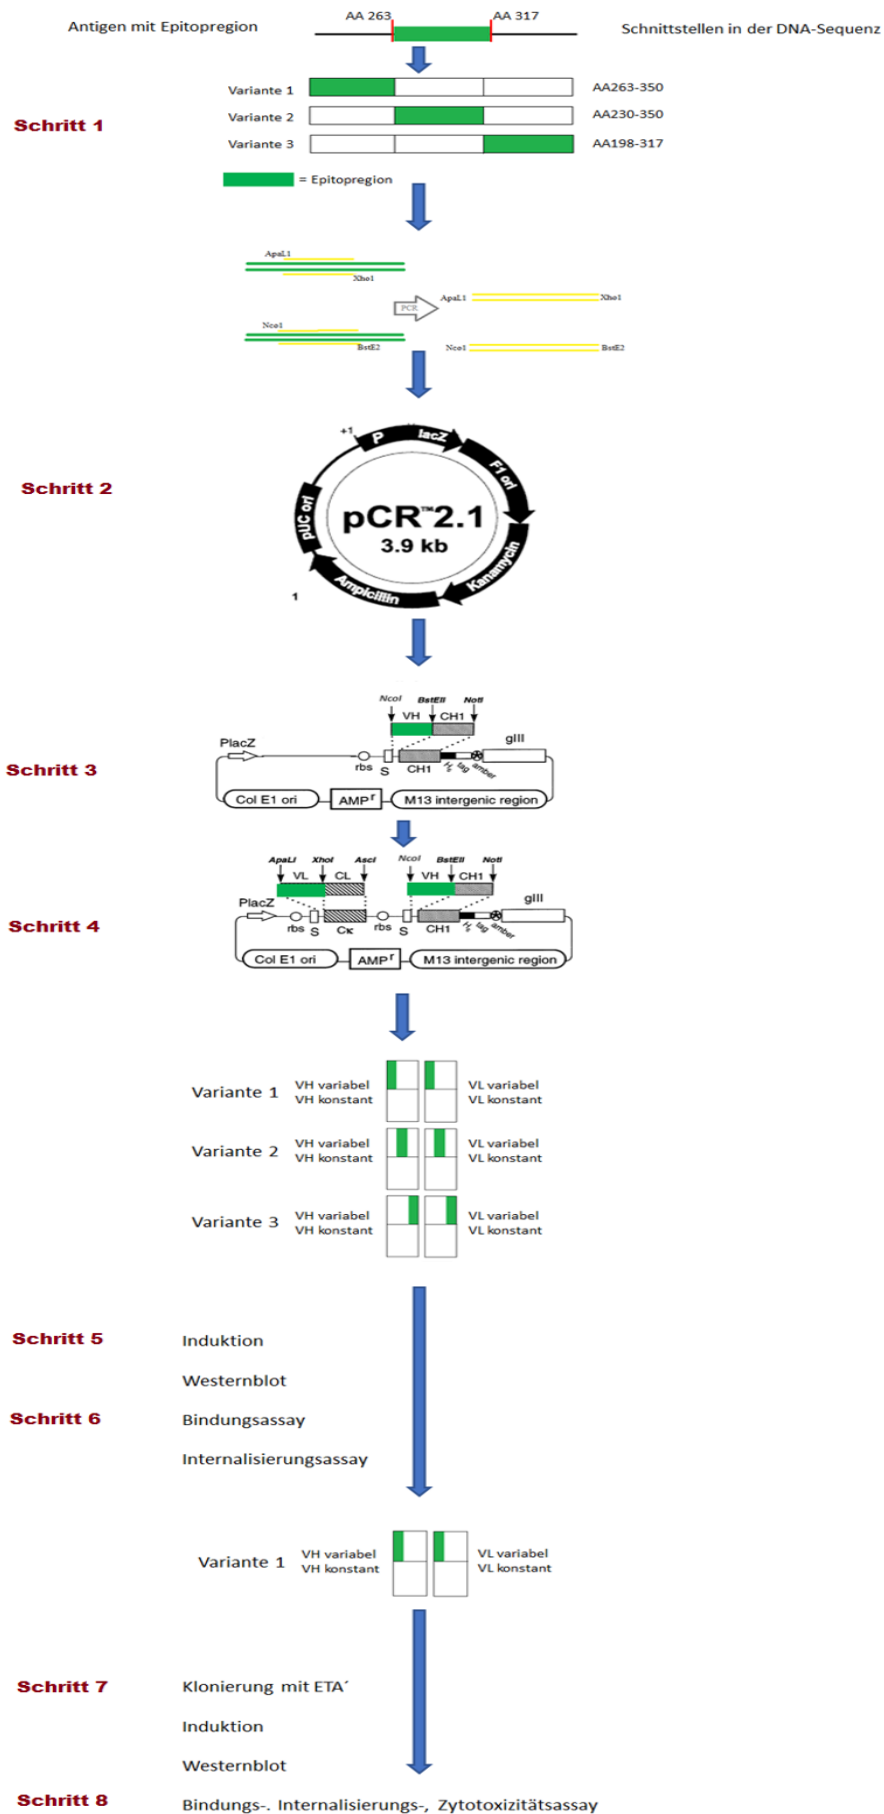 Antigen mit Epitopregion
AA 263
AA 317
Schnittstellen in der DNA-Sequenz
Schritt 1
Variante 1
AA263-350
Variante 2
AA230-350
Variante 3
AA198-317
= Epitopregion
ApaL1
Xho1
Nco1
BstE2
PCR
ApaL1
Xho1
Nco1
BstE2
Schritt 2
+1
P
lacZ
F1 ori
Kanamycin
Ampicillin
pUC ori
1
pCR™2.1
3.9 kb
Schritt 3
NcoI
BstEII
NotI
VH
CH1
PlacZ
rbs
S
CH1
H6
tag
amber
gIII
Col E1 ori
AMPr
M13 intergenic region
Schritt 4
ApaLI
XhoI
AscI
NcoI
BstEII
NotI
VL
CL
VH
CH1
PlacZ
rbs
S
Cκ
rbs
S
CH1
H6
tag
amber
gIII
Col E1 ori
AMPr
M13 intergenic region
Variante 1
VH variabel
VH konstant
VL variabel
VL konstant
Variante 2
VH variabel
VH konstant
VL variabel
VL konstant
Variante 3
VH variabel
VH konstant
VL variabel
VL konstant
Schritt 5
Induktion
Westernblot
Schritt 6
Bindungsassay
Internalisierungsassay
Variante 1
VH variabel
VH konstant
VL variabel
VL konstant
Schritt 7
Klonierung mit ETA´
Induktion
Westernblot
Schritt 8
Bindungs-. Internalisierungs-, Zytotoxizitätsassay